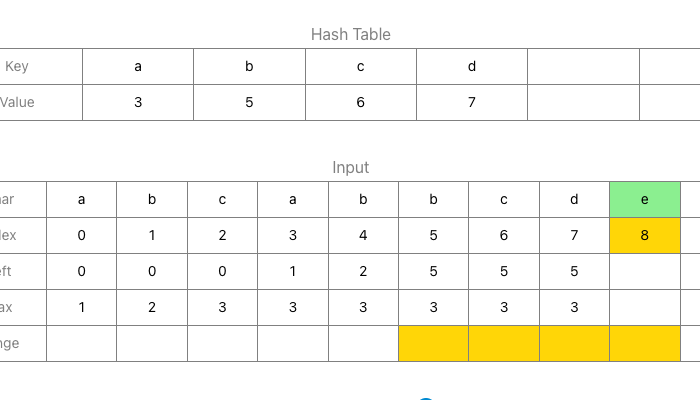 Hash Table
Key a b c d
Value 3 5 6 7
Input
ar a b c a b b c d e
ex 0 1 2 3 4 5 6 7 8
ft 0 0 0 1 2 5 5 5
ax 1 2 3 3 3 3 3 3
nge